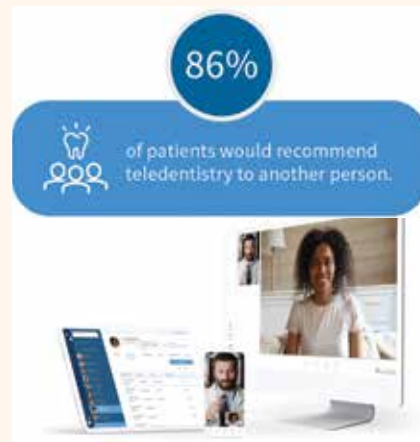 86%
of patients would recommend
teledentistry to another person.